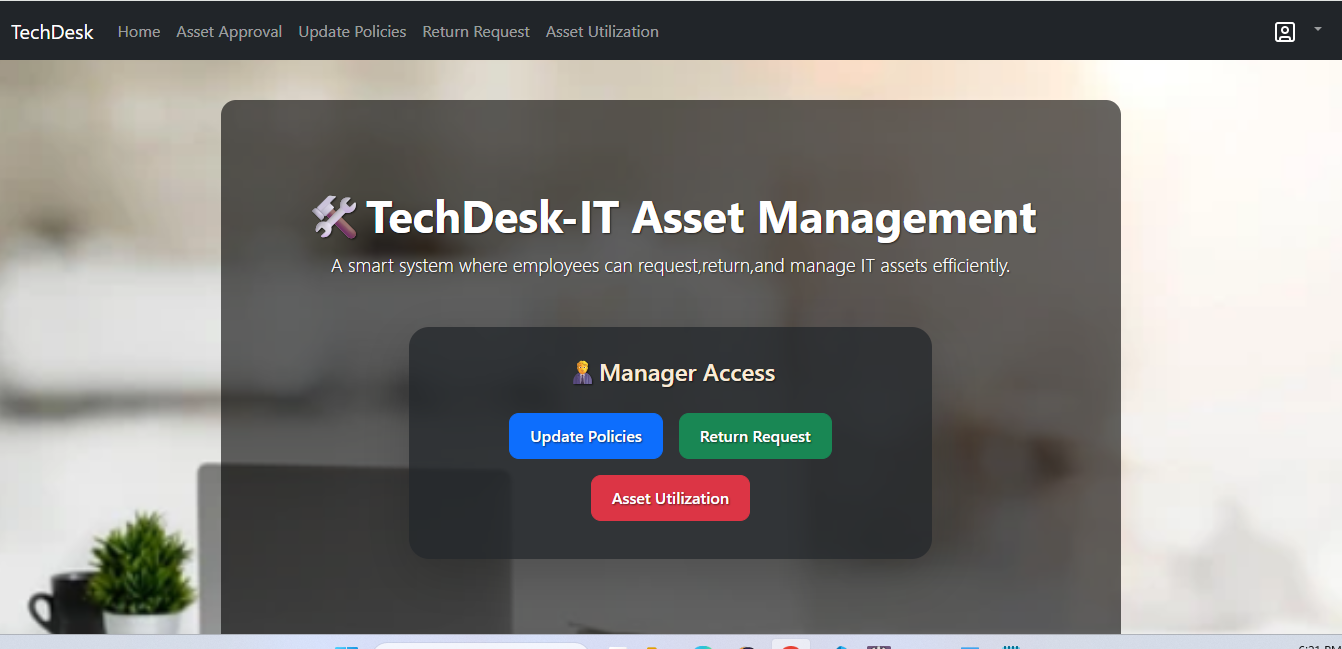 TechDesk Home Asset Approval Update Policies Return Request Asset Utilization
TechDesk-IT Asset Management
A smart system where employees can request,return,and manage IT assets efficiently.
Manager Access
Update Policies Return Request
Asset Utilization